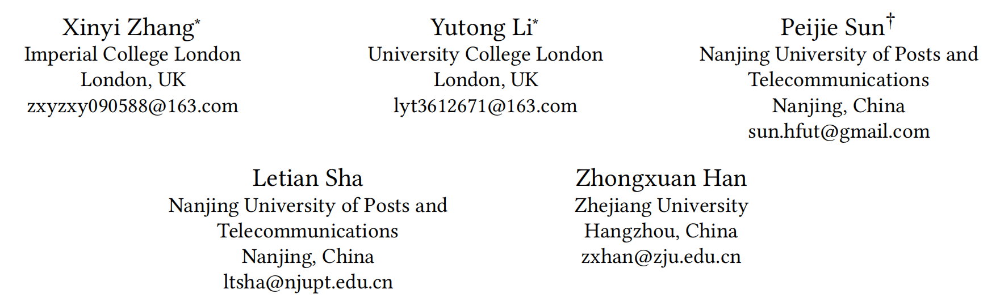 Xinyi Zhang*
Imperial College London
London, UK
zxyzxy090588@163.com
Yutong Li*
University College London
London, UK
lyt3612671@163.com
Peijie Sun†
Nanjing University of Posts and
Telecommunications
Nanjing, China
sun.hfut@gmail.com
Letian Sha
Nanjing University of Posts and
Telecommunications
Nanjing, China
ltsha@njupt.edu.cn
Zhongxuan Han
Zhejiang University
Hangzhou, China
zxhan@zju.edu.cn